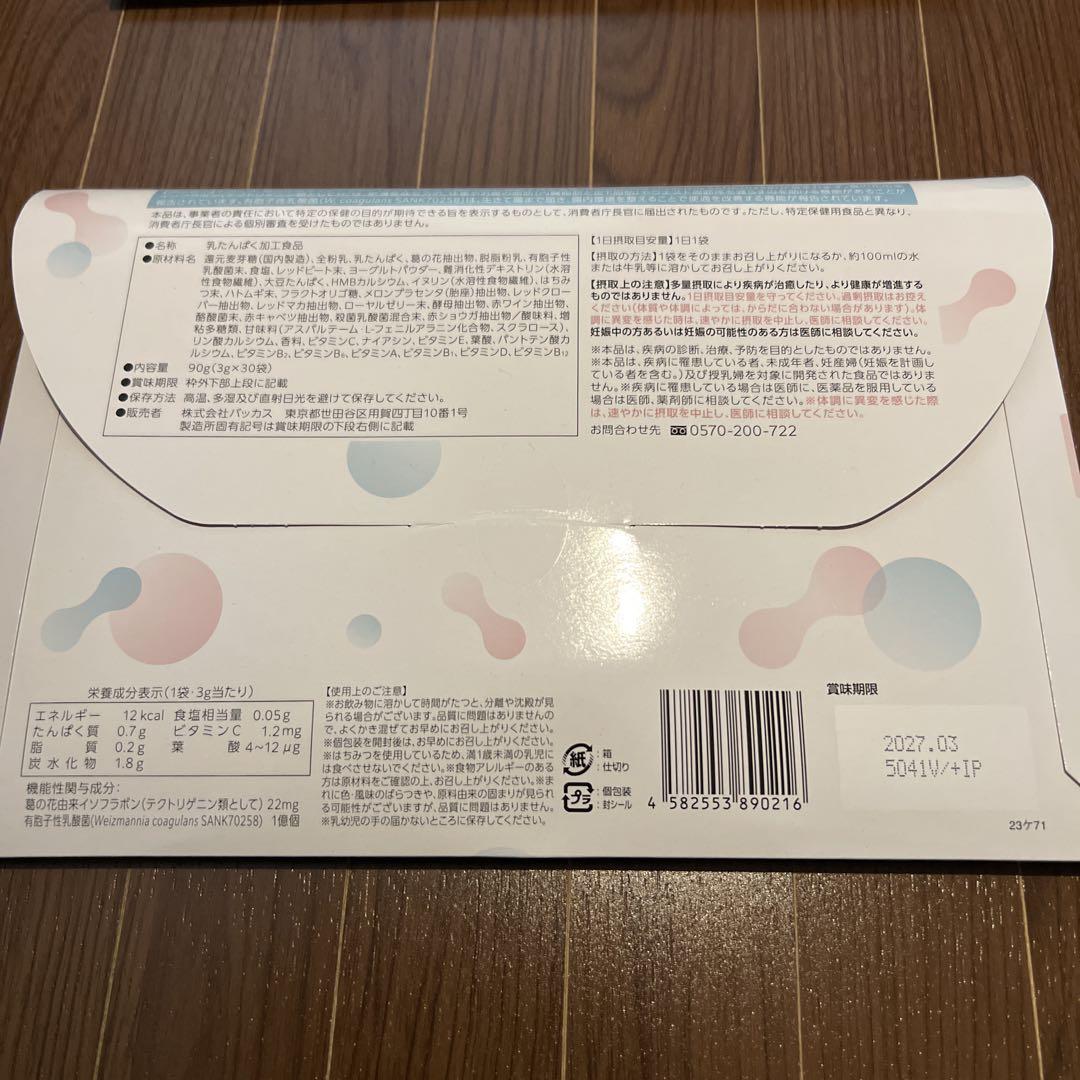 報告されています。有胞子性乳酸菌(W. coagulans SANK70258)は、生きて腸まで届き、腸内環境を整えることで便通を改善する機能が報告されています。
本品は、事業者の責任において特定の保健の目的が期待できる旨を表示するものとして、消費者庁長官に届出されたものです。ただし、特定保健用食品と異なり、
消費者庁長官による個別審査を受けたものではありません。
●名称 乳たんぱく加工食品
●原材料名 還元麦芽糖(国内製造)、全粉乳、乳たんぱく、葛の花抽出物、脱脂粉乳、有胞子性
乳酸菌末、食塩、レッドビート末、ヨーグルトパウダー、難消化性デキストリン(水溶
性食物繊維)、大豆たんぱく、HMBカルシウム、イヌリン(水溶性食物繊維)、はちみ
つ末、ハトムギ末、フラクトオリゴ糖、メロンプラセンタ(胎座)抽出物、レッドクロー
バー抽出物、レッドマカ抽出物、ローヤルゼリー末、酵母抽出物、赤ワイン抽出物、
酪酸菌末、赤キャベツ抽出物、殺菌乳酸菌混合末、赤ショウガ抽出物/酸味料、増
粘多糖類、甘味料(アスパルテーム・L-フェニルアラニン化合物、スクラロース)、
リン酸カルシウム、香料、ビタミンC、ナイアシン、ビタミンE、葉酸、パントテン酸カ
ルシウム、ビタミンB₂、ビタミンB₆、ビタミンA、ビタミンB₁、ビタミンD、ビタミンB₁₂
●内容量 90g(3g×30袋)
●賞味期限 枠外下部上段に記載
●保存方法 高温、多湿及び直射日光を避けて保存してください。
●販売者 株式会社バッカス 東京都世田谷区用賀四丁目10番1号
製造所固有記号は賞味期限の下段右側に記載
【1日摂取目安量】1日1袋
【摂取の方法】1袋をそのままお召し上がりになるか、約100mlの水
または牛乳等に溶かしてお召し上がりください。
【摂取上の注意】多量摂取により疾病が治癒したり、より健康が増進する
ものではありません。1日摂取目安量を守ってください。過剰摂取はお控え
ください(体質や体調によっては、からだに合わない場合があります)。体
調に異変を感じた時は、速やかに摂取を中止し、医師に相談してください。
妊娠中の方あるいは妊娠の可能性のある方は医師に相談してください。
※本品は、疾病の診断、治療、予防を目的としたものではありません。
※本品は、疾病に罹患している者、未成年者、妊産婦(妊娠を計画し
ている者を含む。)及び授乳婦を対象に開発された食品ではありませ
ん。※疾病に罹患している場合は医師に、医薬品を服用している
場合は医師、薬剤師に相談してください。※体調に異変を感じた際
は、速やかに摂取を中止し、医師に相談してください。
お問合わせ先 0570-200-722
栄養成分表示(1袋・3g当たり)
エネルギー 12kcal 食塩相当量 0.05g
たんぱく質 0.7g ビタミンC 1.2mg
脂質 0.2g 葉酸 4~12μg
炭水化物 1.8g
機能性関与成分:
葛の花由来イソフラボン(テクトリゲニン類として) 22mg
有胞子性乳酸菌(Weizmannia coagulans SANK70258) 1億個
【使用上のご注意】
※お飲み物に溶かして時間がたつと、分離や沈殿が見
られる場合がございます。品質に問題はありませんの
で、よくかき混ぜてお早めにお召し上がりください。
※個包装を開封後は、お早めにお召し上がりください。
※はちみつを使用しているため、満1歳未満の乳児に
は食べさせないでください。※食物アレルギーのある
方は原材料をご確認の上、お召し上がりください。※ま
れに色・風味のばらつきや、原料由来の固まりが見られ
る可能性がございますが、品質に問題はありません。
※乳幼児の手の届かないところに保存してください。
紙 :箱
:仕切り
プラ :個包装
:封シール
4 582553 890216
賞味期限
2027.03
5041V/+IP
23ケ71